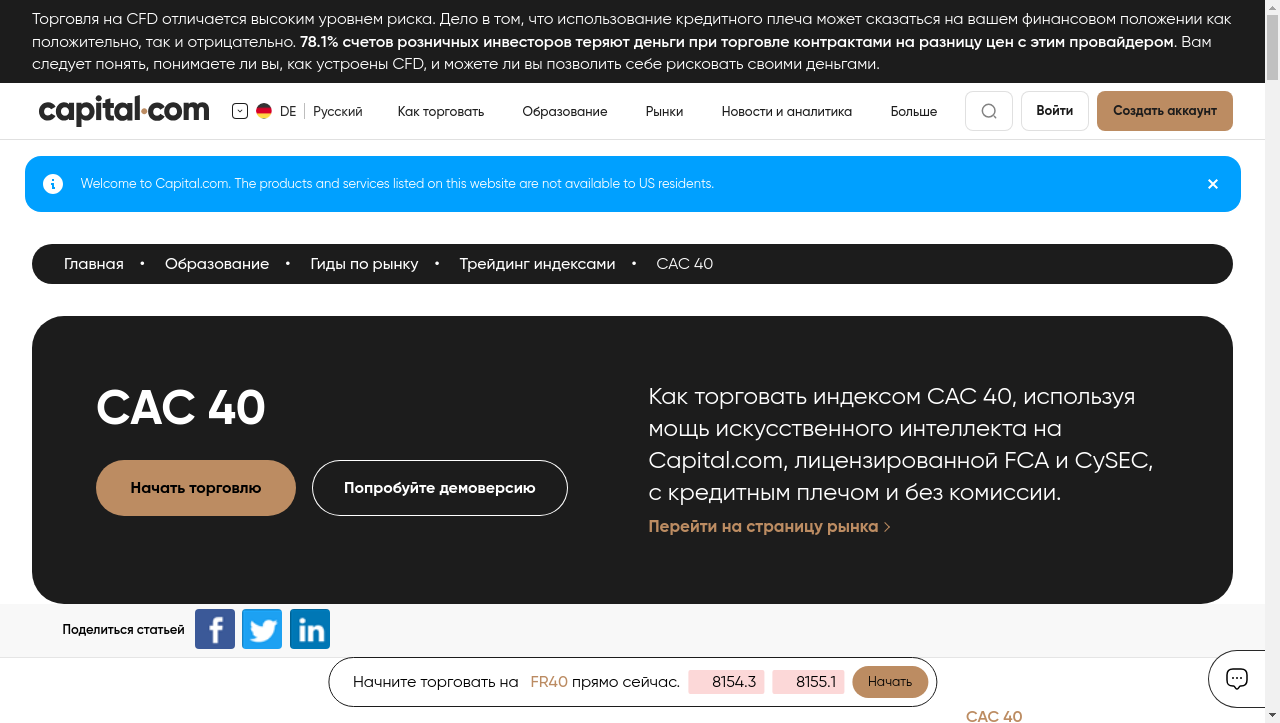 Торговля на CFD отличается высоким уровнем риска. Дело в том, что использование кредитного плеча может сказаться на вашем финансовом положении как
положительно, так и отрицательно. 78.1% счетов розничных инвесторов теряют деньги при торговле контрактами на разницу цен с этим провайдером. Вам
следует понять, понимаете ли вы, как устроены CFD, и можете ли вы позволить себе рисковать своими деньгами.
capital.com DE Русский Как торговать Образование Рынки Новости и аналитика Больше Войти Создать аккаунт
Welcome to Capital.com. The products and services listed on this website are not available to US residents.
Главная • Образование • Гиды по рынку • Трейдинг индексами • CAC 40
CAC 40
Начать торговлю Попробуйте демоверсию
Как торговать индексом CAC 40, используя
мощь искусственного интеллекта на
Capital.com, лицензированной FCA и CySEC,
с кредитным плечом и без комиссии.
Перейти на страницу рынка
Поделиться статьей
Начните торговать на FR40 прямо сейчас. 8154.3 8155.1 Начать
CAC 40